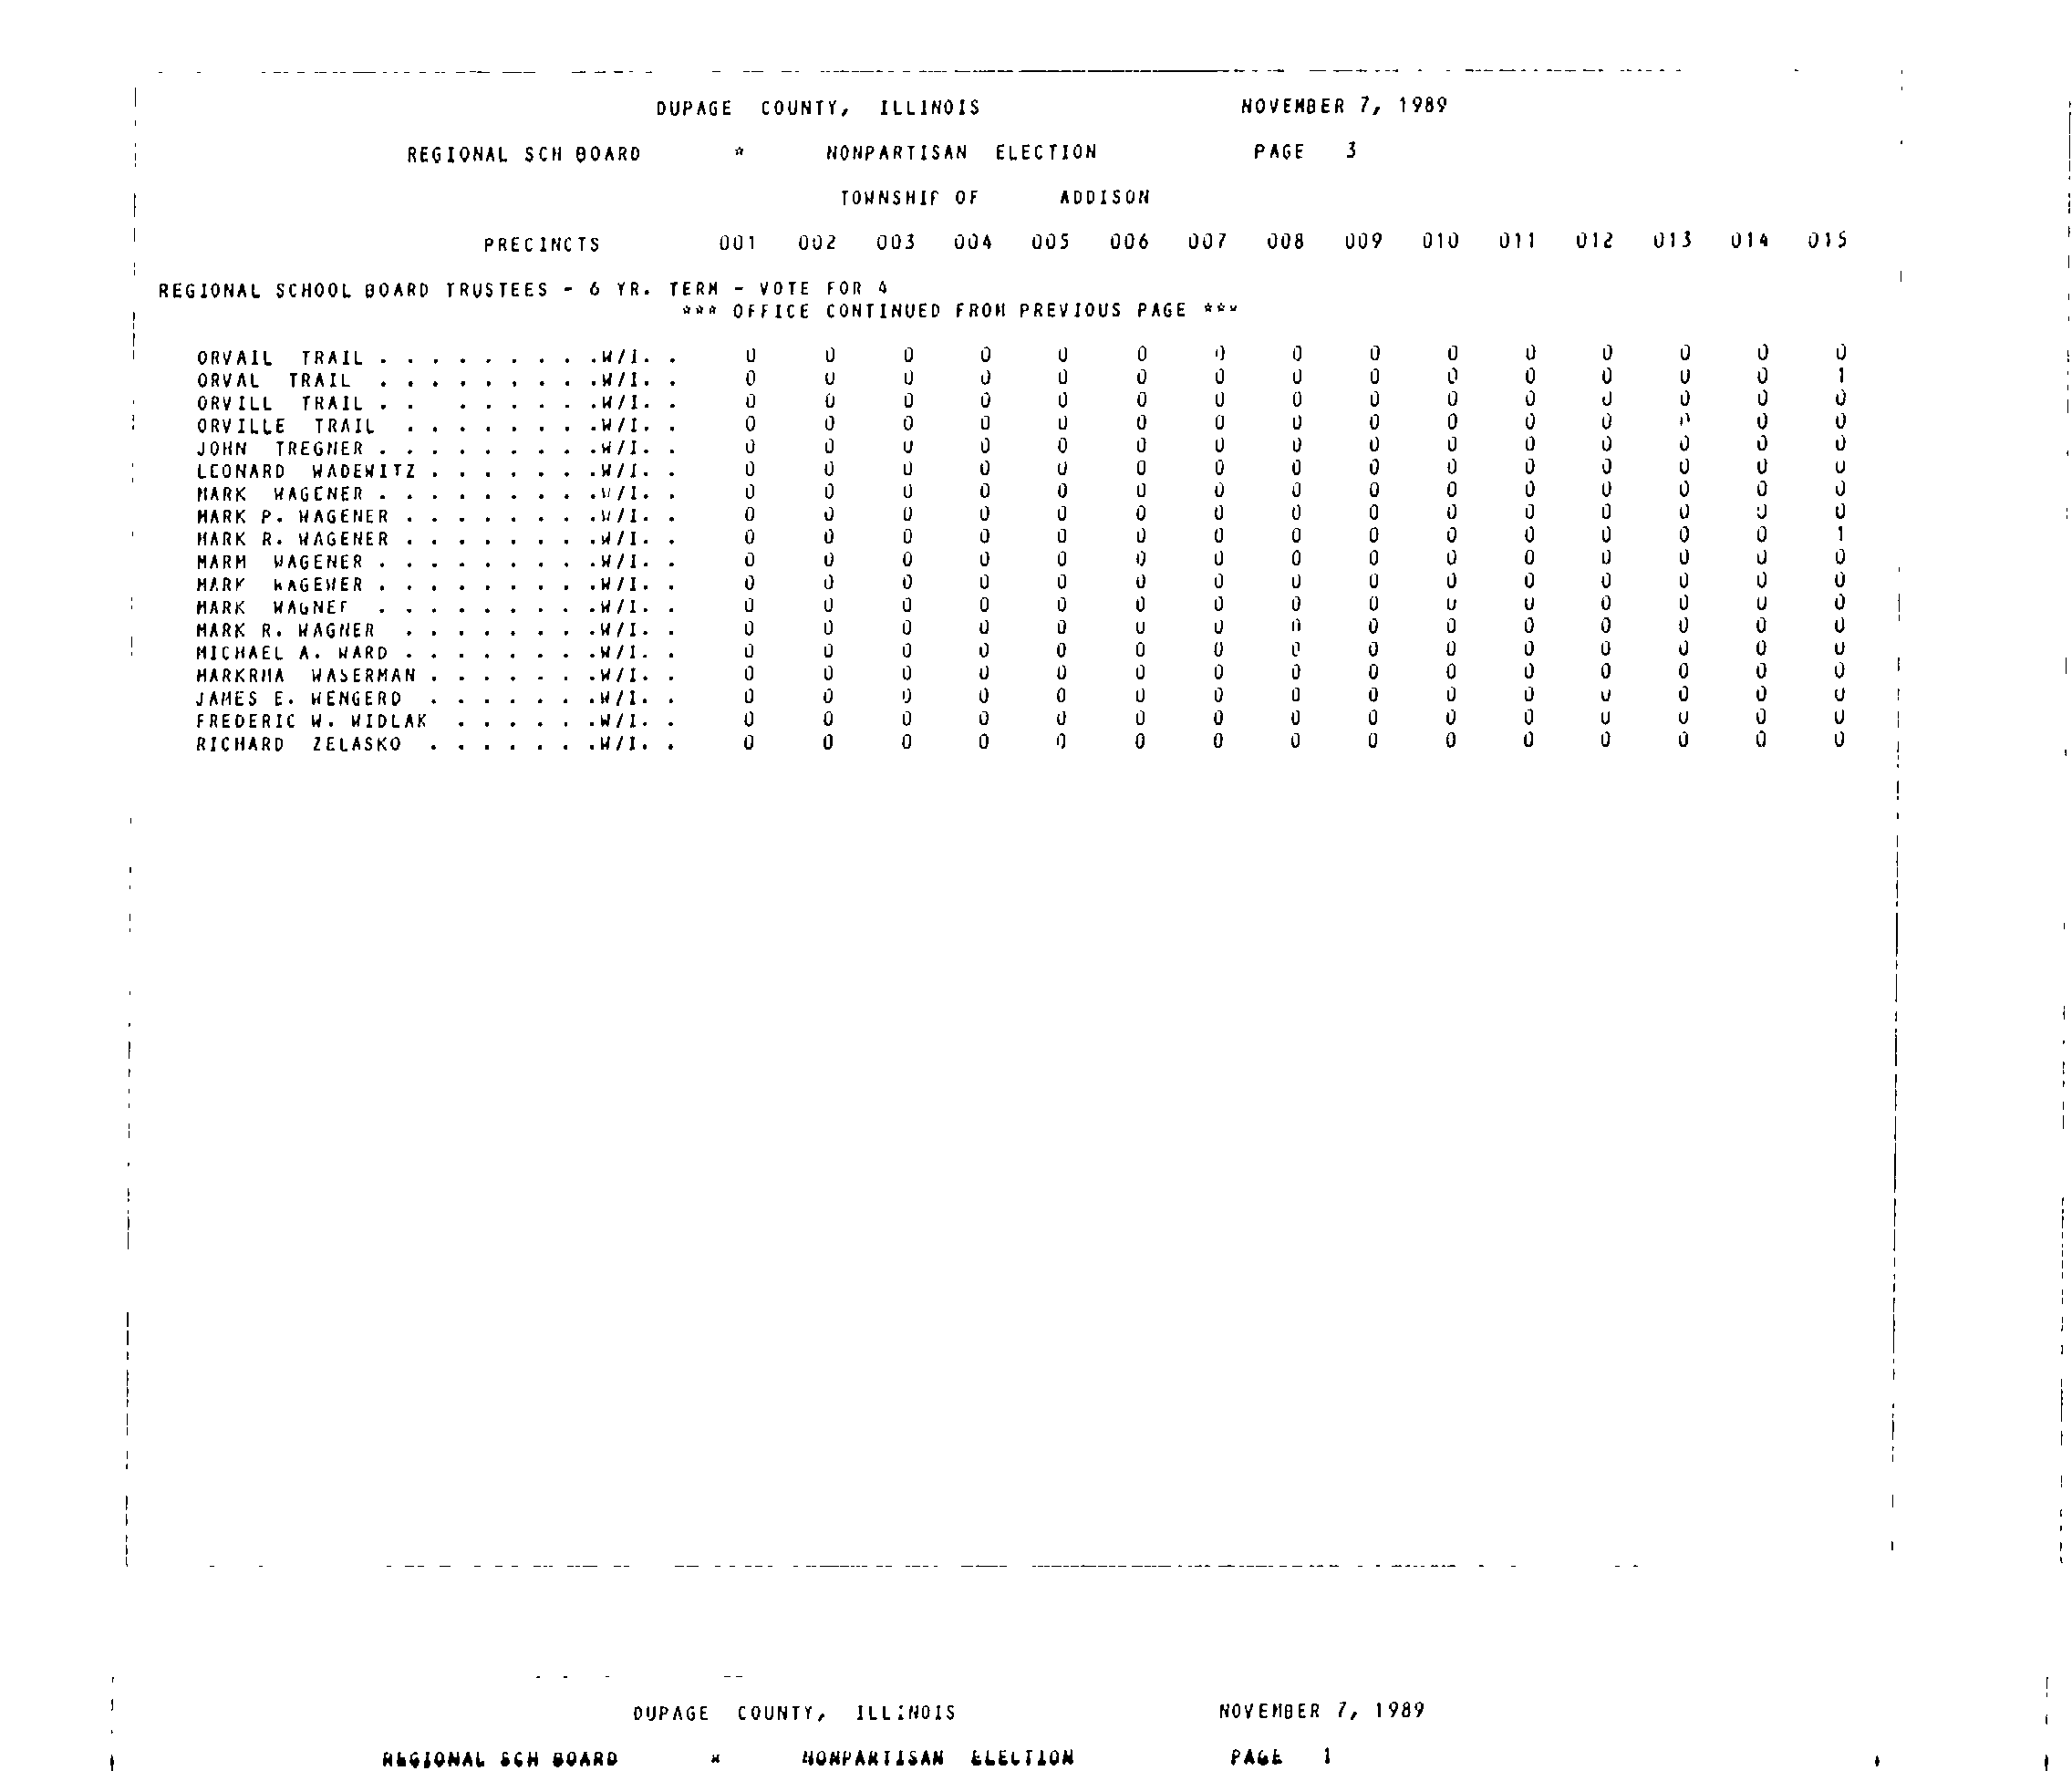 DUPAGE COUNTY, ILLINOIS NOVEMBER 7, 1989
REGIONAL SCH BOARD * NONPARTISAN ELECTION PAGE 3
TOWNSHIP OF ADDISON
PRECINCTS 001 002 003 004 005 006 007 008 009 010 011 012 013 014 015
REGIONAL SCHOOL BOARD TRUSTEES - 6 YR. TERM - VOTE FOR 4
*** OFFICE CONTINUED FROM PREVIOUS PAGE ***
ORVAIL TRAIL . . . . . . . . .W/I. . 0 0 0 0 0 0 0 0 0 0 0 0 0 0 0
ORVAL TRAIL . . . . . . . . .W/I. . 0 0 0 0 0 0 0 0 0 0 0 0 0 0 1
ORVILL TRAIL . . . . . . . .W/I. . 0 0 0 0 0 0 0 0 0 0 0 0 0 0 0
ORVILLE TRAIL . . . . . . . .W/I. . 0 0 0 0 0 0 0 0 0 0 0 0 0 0 0
JOHN TREGNER . . . . . . . . .W/I. . 0 0 0 0 0 0 0 0 0 0 0 0 0 0 0
LEONARD WADEWITZ . . . . . . .W/I. . 0 0 0 0 0 0 0 0 0 0 0 0 0 0 0
MARK WAGENER . . . . . . . . .W/I. . 0 0 0 0 0 0 0 0 0 0 0 0 0 0 0
MARK P. WAGENER . . . . . . . .W/I. . 0 0 0 0 0 0 0 0 0 0 0 0 0 0 0
MARK R. WAGENER . . . . . . . .W/I. . 0 0 0 0 0 0 0 0 0 0 0 0 0 0 1
MARM WAGENER . . . . . . . . .W/I. . 0 0 0 0 0 0 0 0 0 0 0 0 0 0 0
MARK WAGEWER . . . . . . . . .W/I. . 0 0 0 0 0 0 0 0 0 0 0 0 0 0 0
MARK WAGNER . . . . . . . . .W/I. . 0 0 0 0 0 0 0 0 0 0 0 0 0 0 0
MARK R. WAGNER . . . . . . . .W/I. . 0 0 0 0 0 0 0 0 0 0 0 0 0 0 0
MICHAEL A. WARD . . . . . . . .W/I. . 0 0 0 0 0 0 0 0 0 0 0 0 0 0 0
MARKRMA WASERMAN . . . . . . .W/I. . 0 0 0 0 0 0 0 0 0 0 0 0 0 0 0
JAMES E. WENGERD . . . . . . .W/I. . 0 0 0 0 0 0 0 0 0 0 0 0 0 0 0
FREDERIC W. WIDLAK . . . . . .W/I. . 0 0 0 0 0 0 0 0 0 0 0 0 0 0 0
RICHARD ZELASKO . . . . . . .W/I. . 0 0 0 0 0 0 0 0 0 0 0 0 0 0 0
DUPAGE COUNTY, ILLINOIS NOVEMBER 7, 1989
REGIONAL SCH BOARD * NONPARTISAN ELECTION PAGE 1